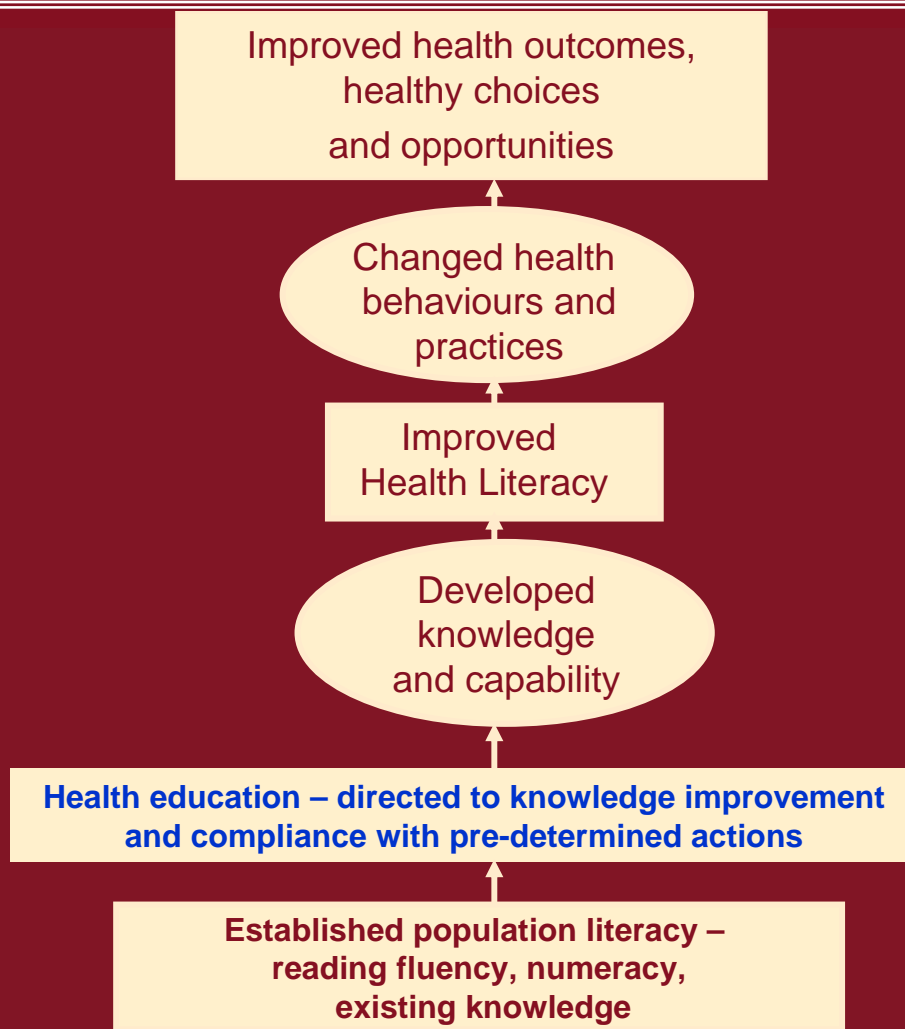 Improved health outcomes,
healthy choices
and opportunities
Changed health
behaviours and
practices
Improved
Health Literacy
Developed
knowledge
and capability
Health education – directed to knowledge improvement
and compliance with pre-determined actions
Established population literacy –
reading fluency, numeracy,
existing knowledge